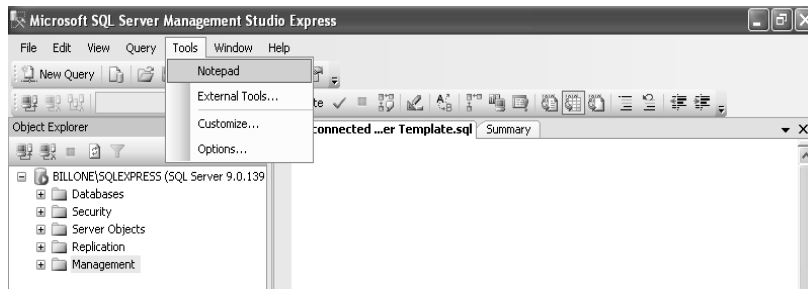 Microsoft SQL Server Management Studio Express
File Edit View Query Tools Window Help
New Query
Notepad
External Tools...
Customize...
Options...
Object Explorer
connected ...er Template.sql Summary
BILLONE\SQLEXPRESS (SQL Server 9.0.139
Databases
Security
Server Objects
Replication
Management